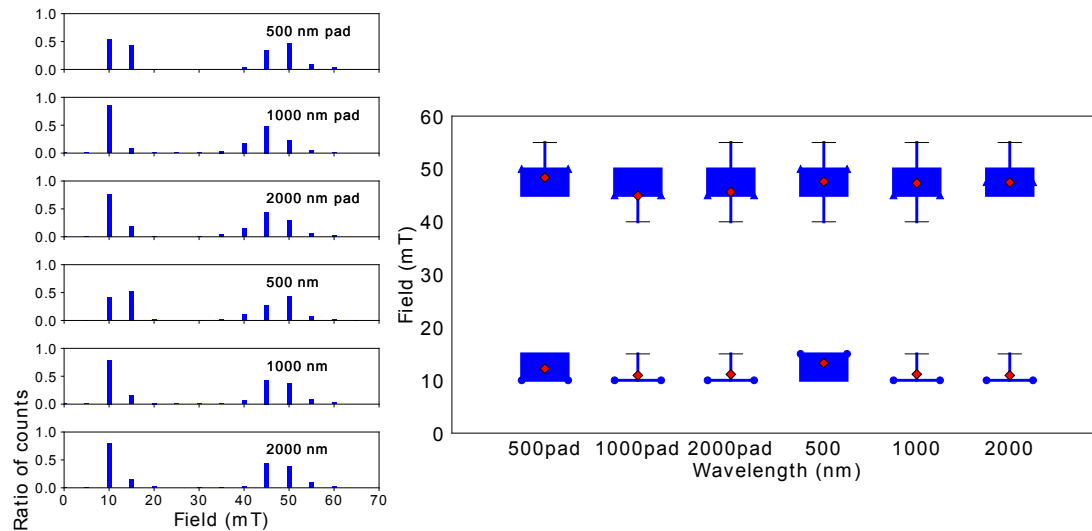 1.0
0.5
0.0
500 nm pad
1.0
0.5
0.0
1000 nm pad
1.0
0.5
0.0
2000 nm pad
1.0
0.5
0.0
500 nm
1.0
0.5
0.0
1000 nm
1.0
0.5
0.0
2000 nm
0 10 20 30 40 50 60 70
Field (mT)
Ratio of counts
60
50
40
30
20
10
0
Field (mT)
500pad 1000pad 2000pad 500 1000 2000
Wavelength (nm)